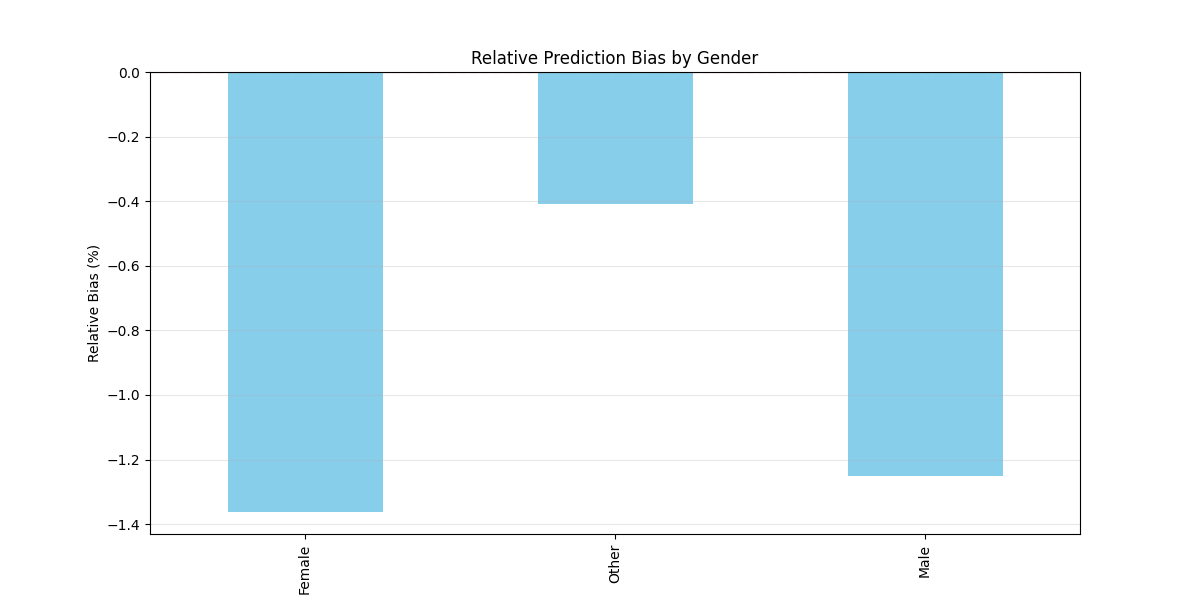 Relative Prediction Bias by Gender
0.0
−0.2
−0.4
−0.6
−0.8
−1.0
−1.2
−1.4
Relative Bias (%)
Female
Other
Male